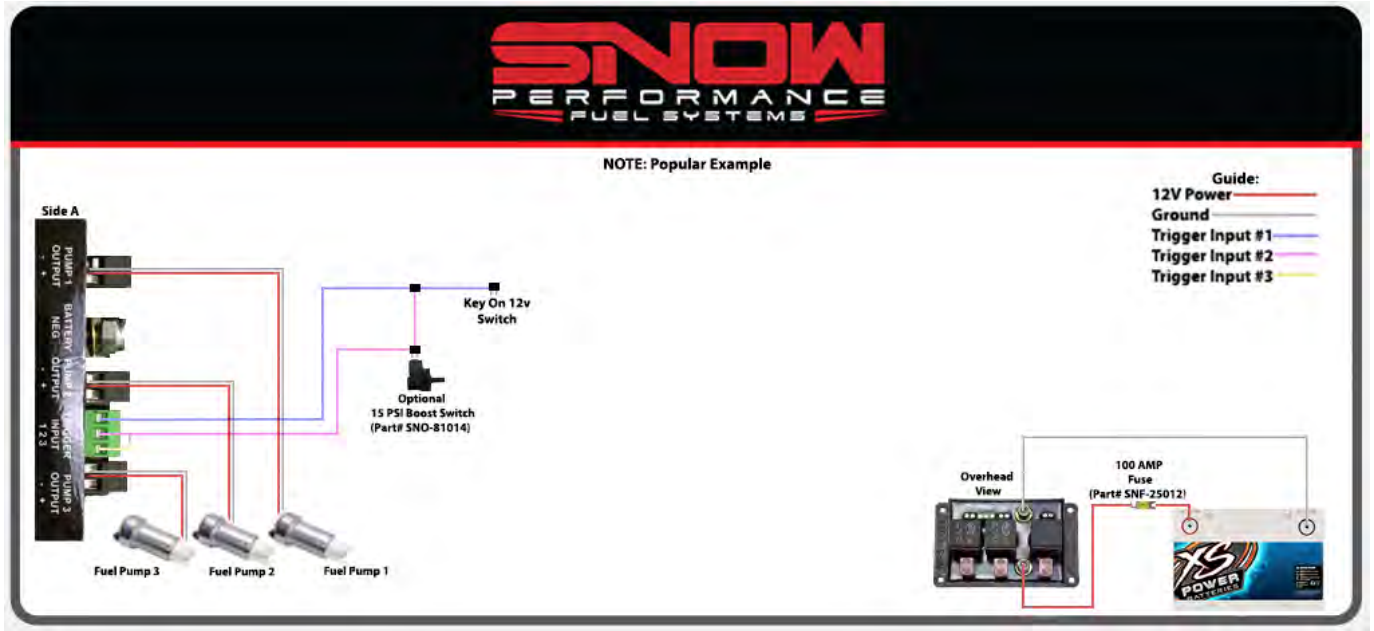 SNOW
PERFORMANCE
FUEL SYSTEMS
NOTE: Popular Example
Guide:
12V Power
Ground
Trigger Input #1
Trigger Input #2
Trigger Input #3
Side A
PUMP 1
OUTPUT
- +
BATTERY
NEG
PUMP 2
OUTPUT
- +
TRIGGER
INPUT
1 2 3
PUMP 3
OUTPUT
- +
Key On 12v
Switch
Optional
15 PSI Boost Switch
(Part# SNO-81014)
Fuel Pump 3
Fuel Pump 2
Fuel Pump 1
Overhead
View
100 AMP
Fuse
(Part# SNF-25012)
XS
POWER
BATTERIES